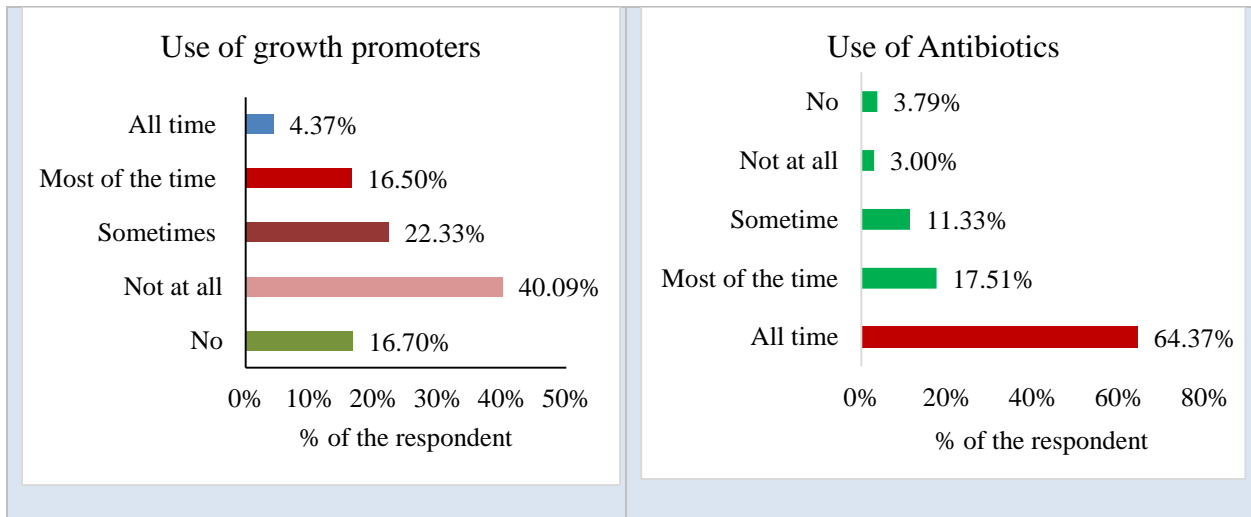 Use of growth promoters
All time 4.37%
Most of the time 16.50%
Sometimes 22.33%
Not at all 40.09%
No 16.70%
0% 10% 20% 30% 40% 50%
% of the respondent
Use of Antibiotics
No 3.79%
Not at all 3.00%
Sometime 11.33%
Most of the time 17.51%
All time 64.37%
0% 20% 40% 60% 80%
% of the respondent